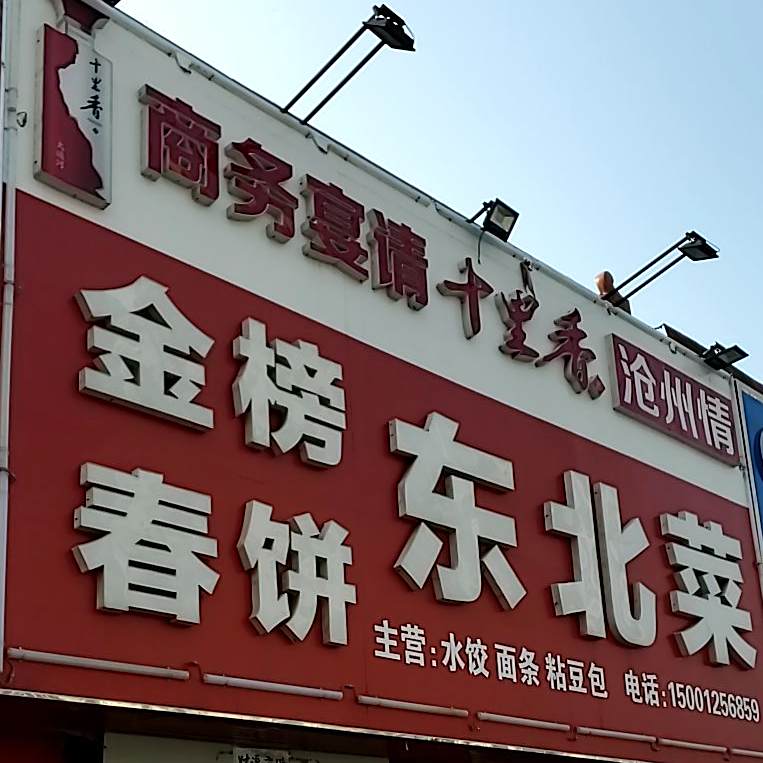 十里香
商务宴请 十里香 沧州情
金榜
春饼
东北菜
主营:水饺 面条 粘豆包 电话:15001256859